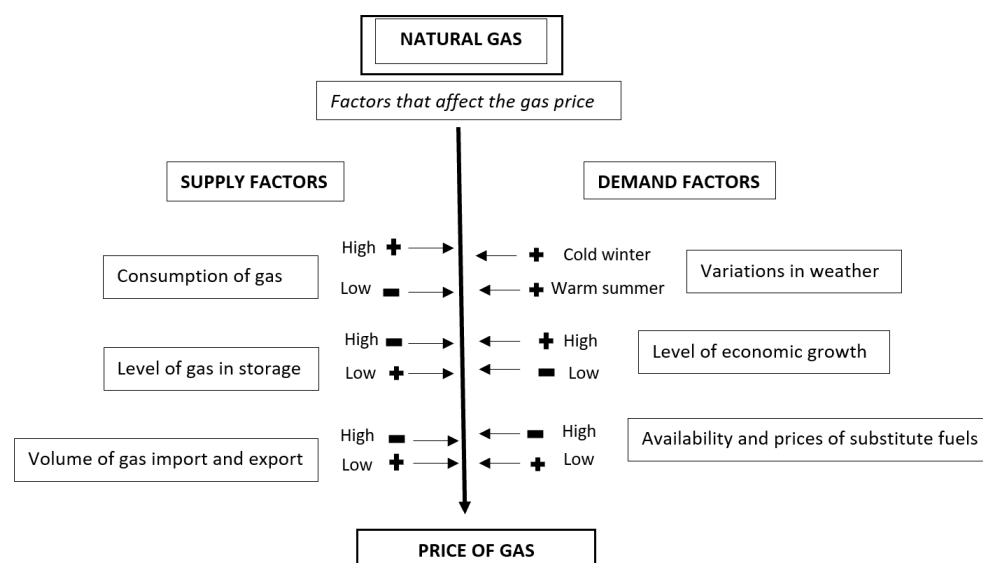 NATURAL GAS
Factors that affect the gas price
SUPPLY FACTORS
DEMAND FACTORS
Consumption of gas
High +
Low -
+ Cold winter
+ Warm summer
Variations in weather
Level of gas in storage
High -
Low +
+ High
- Low
Level of economic growth
Volume of gas import and export
High -
Low +
- High
+ Low
Availability and prices of substitute fuels
PRICE OF GAS